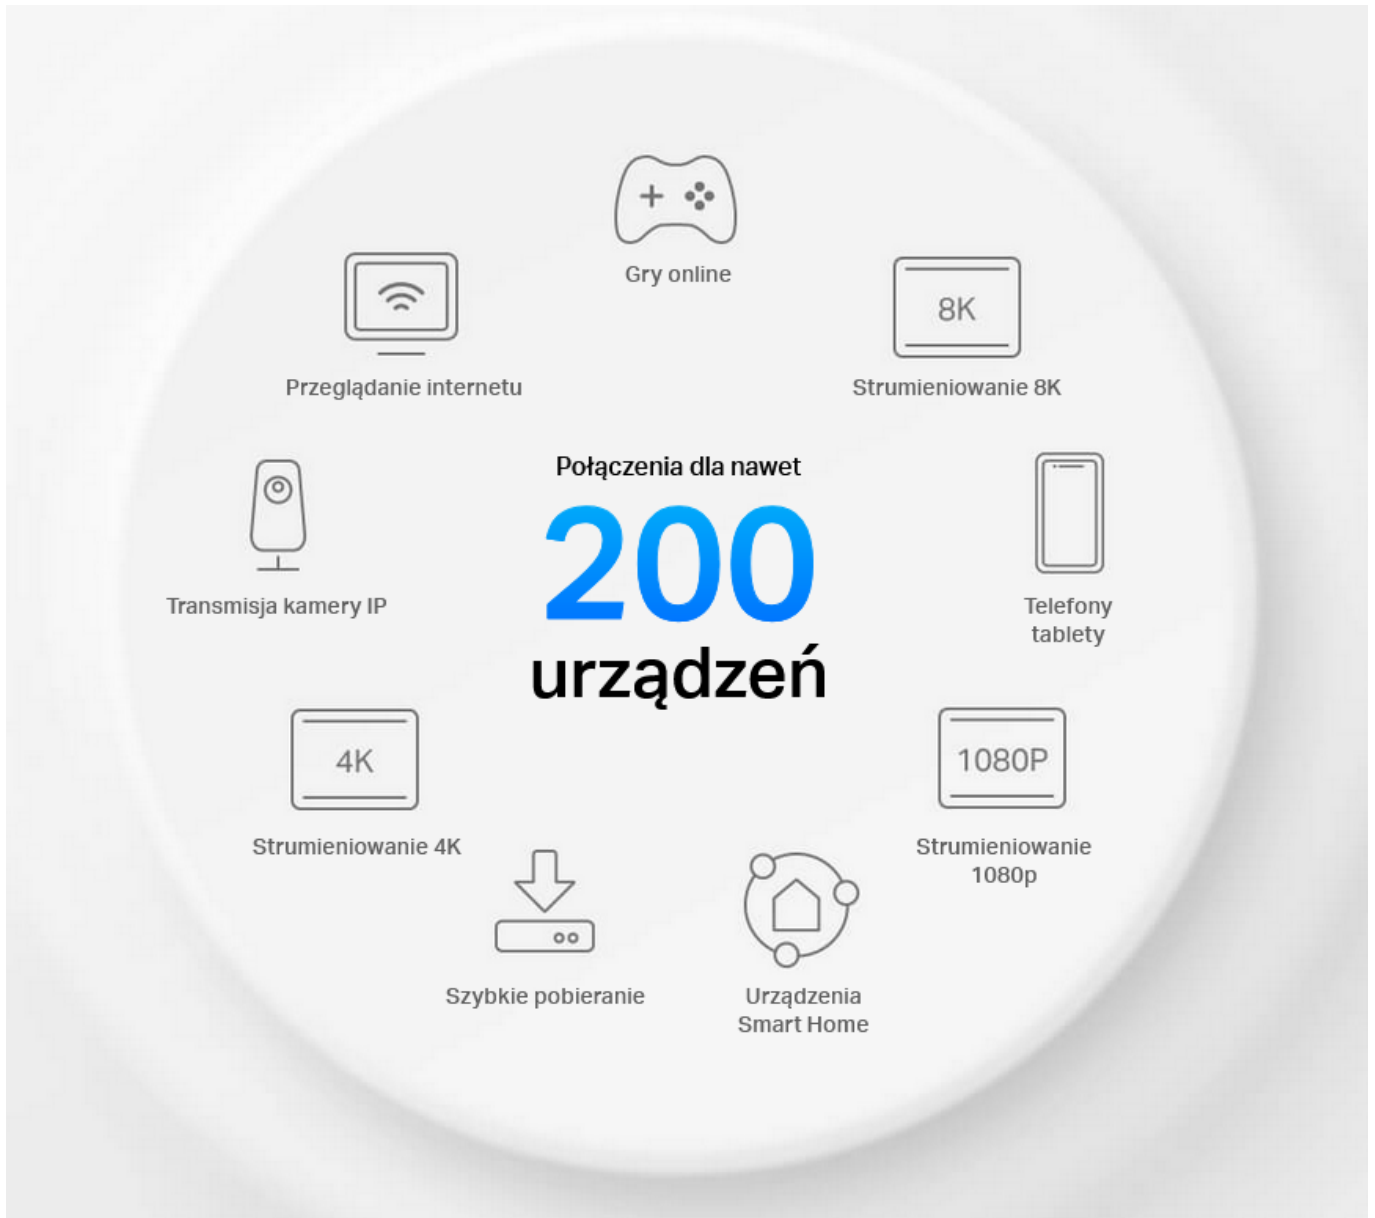 Gry online
8K
Przeglądanie internetu
Strumieniowanie 8K
Połączenia dla nawet
200
urządzeń
Transmisja kamery IP
Telefony
tablety
4K
1080P
Strumieniowanie 4K
Strumieniowanie
1080p
Szybkie pobieranie
Urządzenia
Smart Home